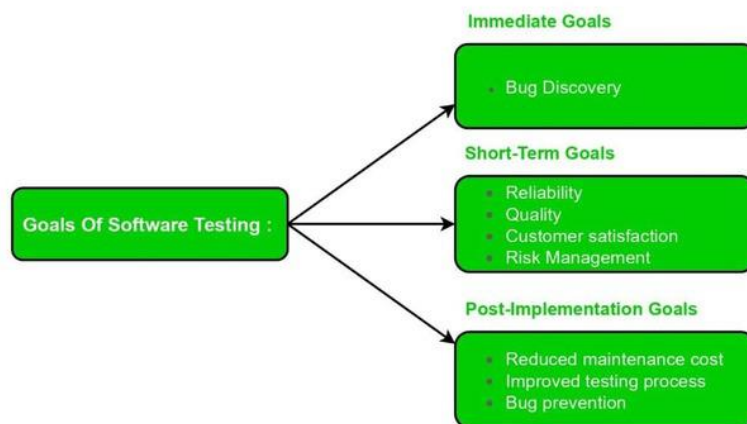 Immediate Goals
• Bug Discovery
Short-Term Goals
Goals Of Software Testing :
• Reliability
• Quality
• Customer satisfaction
• Risk Management
Post-Implementation Goals
• Reduced maintenance cost
• Improved testing process
• Bug prevention